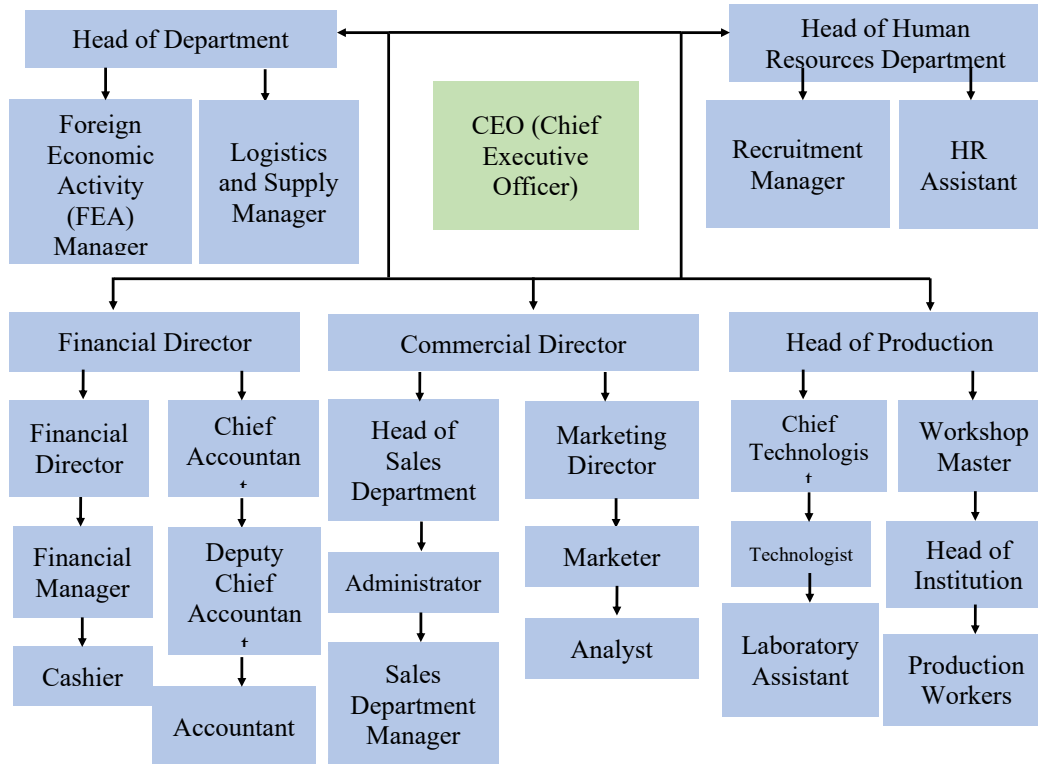 Head of Department
Head of Human
Resources Department
Foreign
Economic
Activity
(FEA)
Manager
Logistics
and Supply
Manager
CEO (Chief
Executive
Officer)
Recruitment
Manager
HR
Assistant
Financial Director
Commercial Director
Head of Production
Financial
Director
Chief
Accountan
t
Head of
Sales
Department
Marketing
Director
Chief
Technologis
t
Workshop
Master
Financial
Manager
Deputy
Chief
Accountan
t
Administrator
Marketer
Technologist
Head of
Institution
Cashier
Accountant
Sales
Department
Manager
Analyst
Laboratory
Assistant
Production
Workers